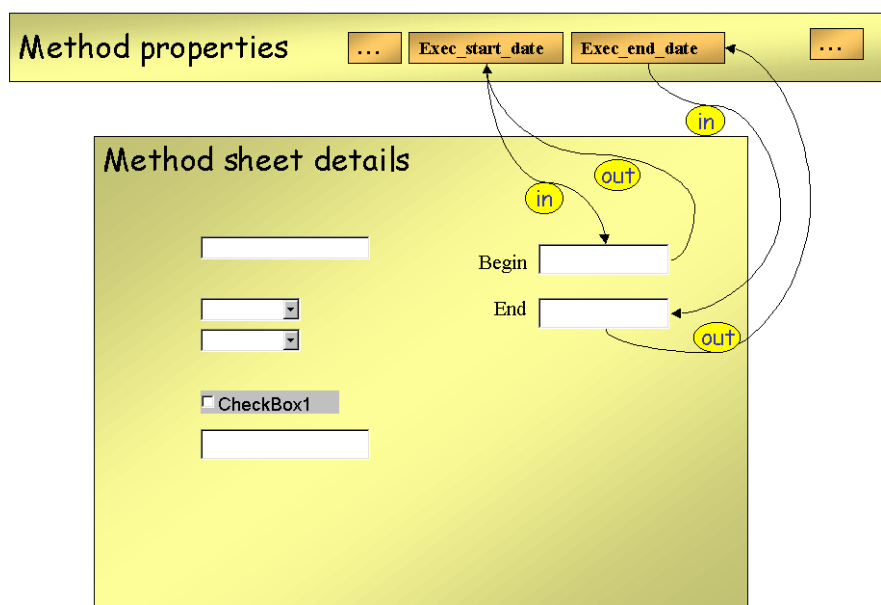 Method properties
... Exec_start_date Exec_end_date ...
in
Method sheet details
out
in
Begin
End
out
CheckBox1